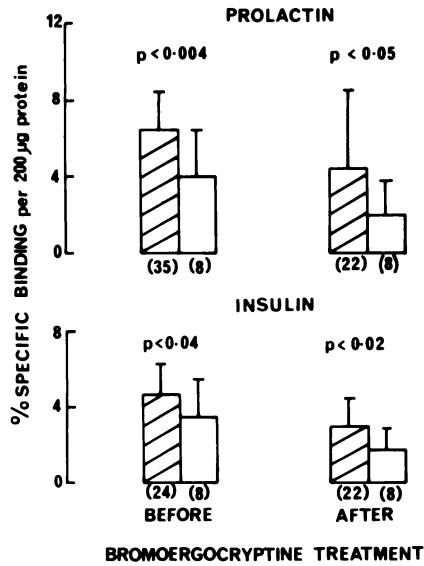 PROLACTIN
12
8
4
0
p<0·004
p<0·05
(35) (8)
(22) (8)
% SPECIFIC BINDING per 200 µg protein
INSULIN
8
4
0
p<0·04
p<0·02
(24) (8)
(22) (8)
BEFORE
AFTER
BROMOERGOCRYPTINE TREATMENT